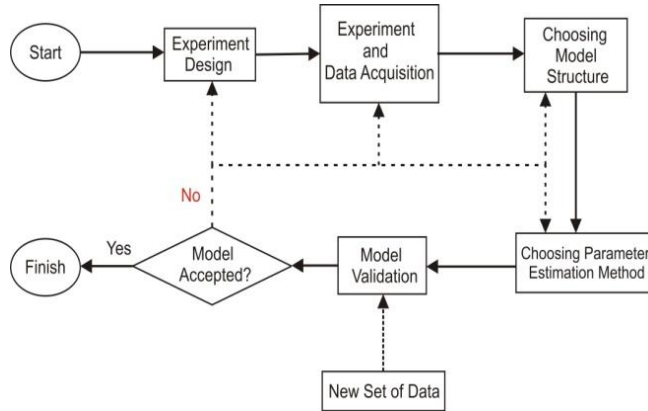 Start
Experiment
Design
Experiment
and
Data Acquisition
Choosing
Model
Structure
No
Finish
Yes
Model
Accepted?
Model
Validation
Choosing Parameter
Estimation Method
New Set of Data